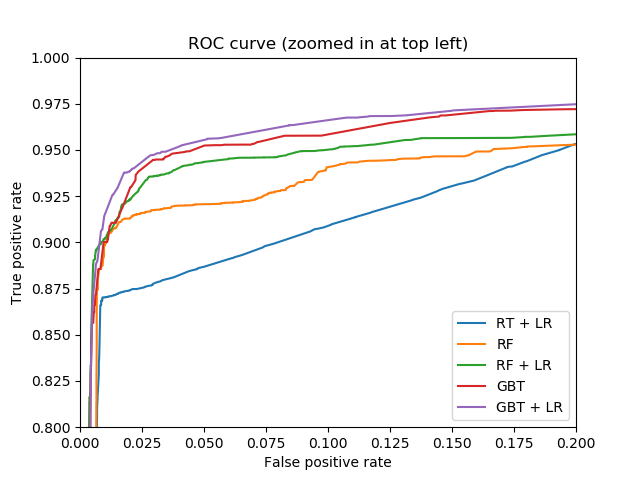 ROC curve (zoomed in at top left)
True positive rate
1.000
0.975
0.950
0.925
0.900
0.875
0.850
0.825
0.800
0.000 0.025 0.050 0.075 0.100 0.125 0.150 0.175 0.200
False positive rate
RT + LR
RF
RF + LR
GBT
GBT + LR